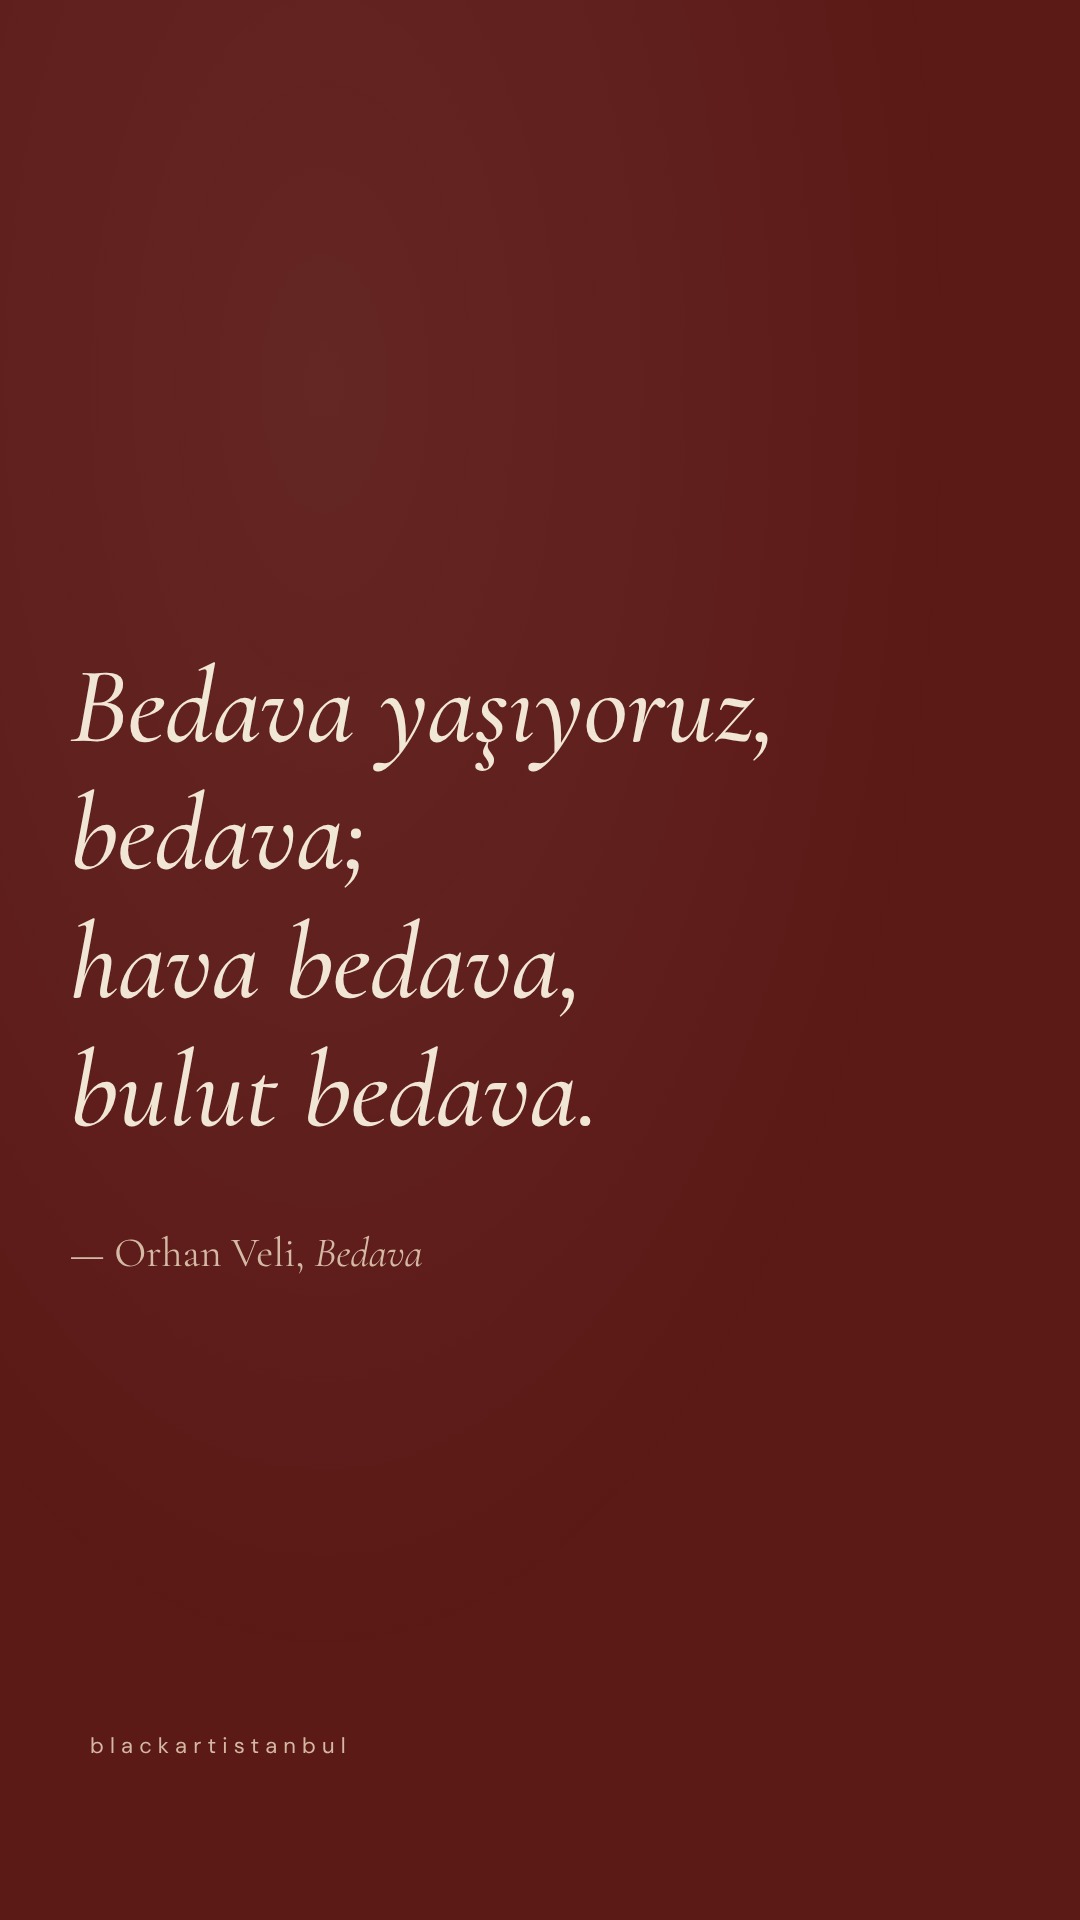 Bedava yaşıyoruz,
bedava;
hava bedava,
bulut bedava.
— Orhan Veli, Bedava
blackartistanbul